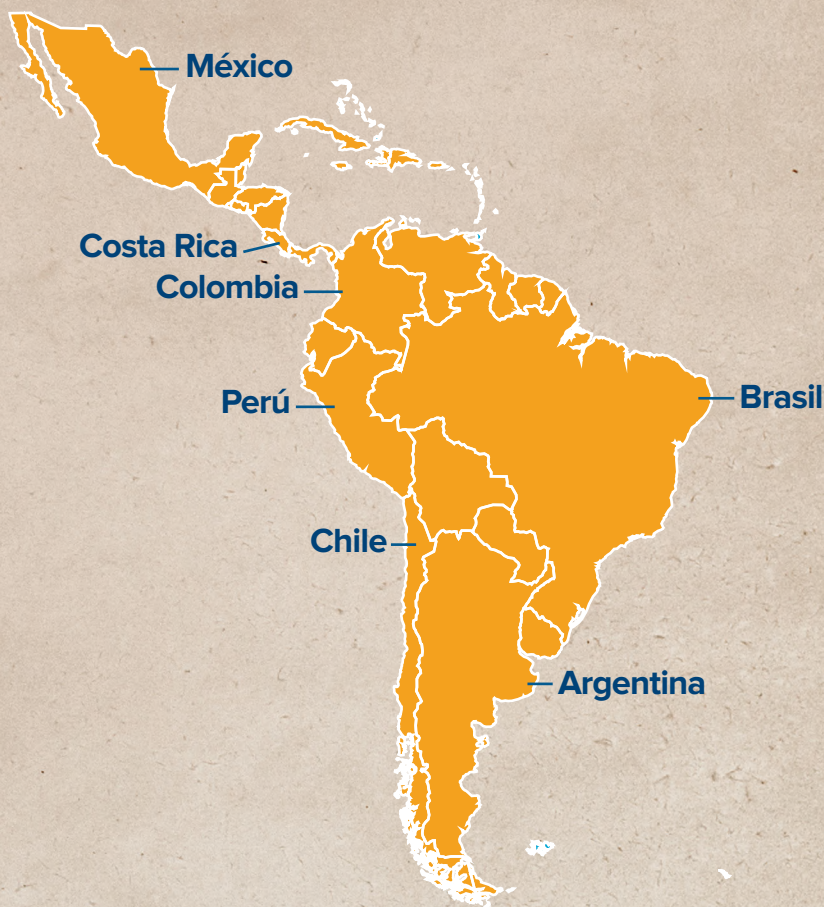 México
Costa Rica
Colombia
Perú
Brasil
Chile
Argentina